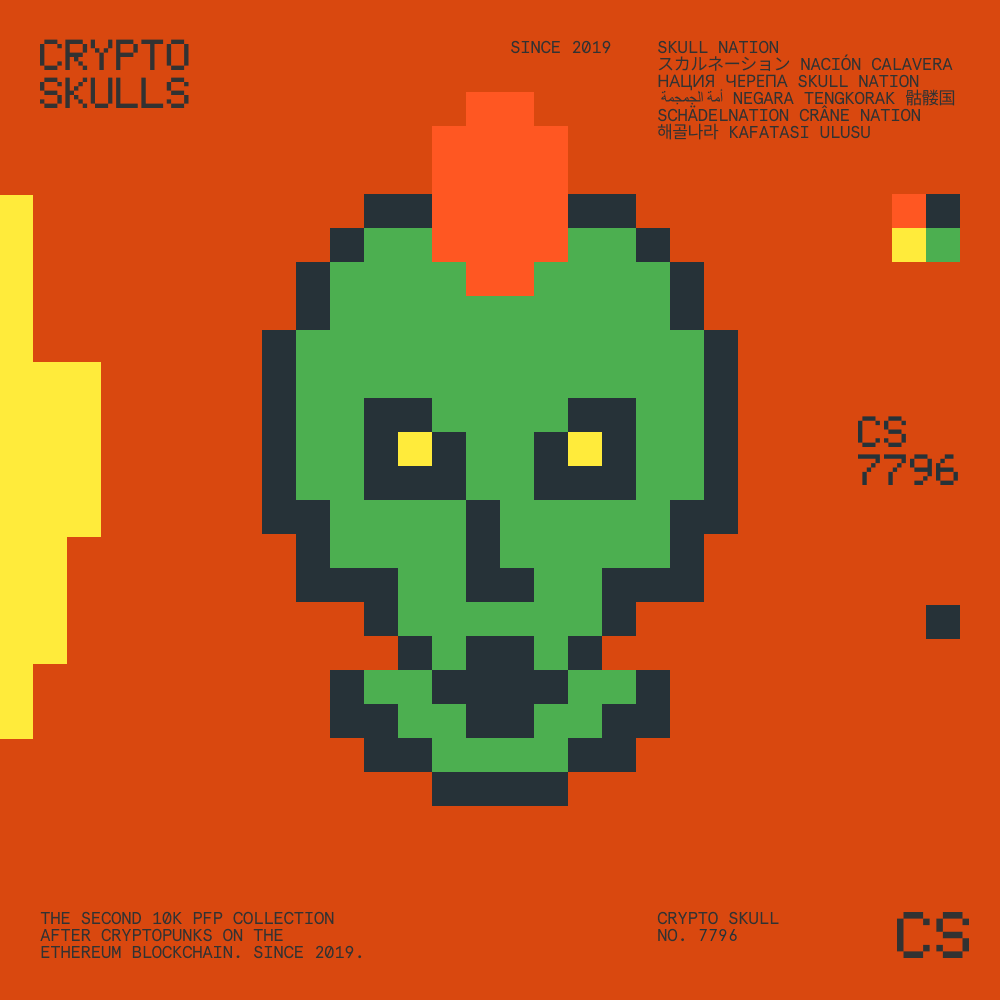 CRYPTO
SKULLS
SINCE 2019
SKULL NATION
スカルネーション NACIÓN CALAVERA
НАЦИЯ ЧЕРЕПА SKULL NATION
أمة الجمجمة NEGARA TENGKORAK 骷髅国
SCHÄDELNATION CRÂNE NATION
해골나라 KAFATASI ULUSU
CS
7796
THE SECOND 10K PFP COLLECTION
AFTER CRYPTOPUNKS ON THE
ETHEREUM BLOCKCHAIN. SINCE 2019.
CRYPTO SKULL
NO. 7796
CS